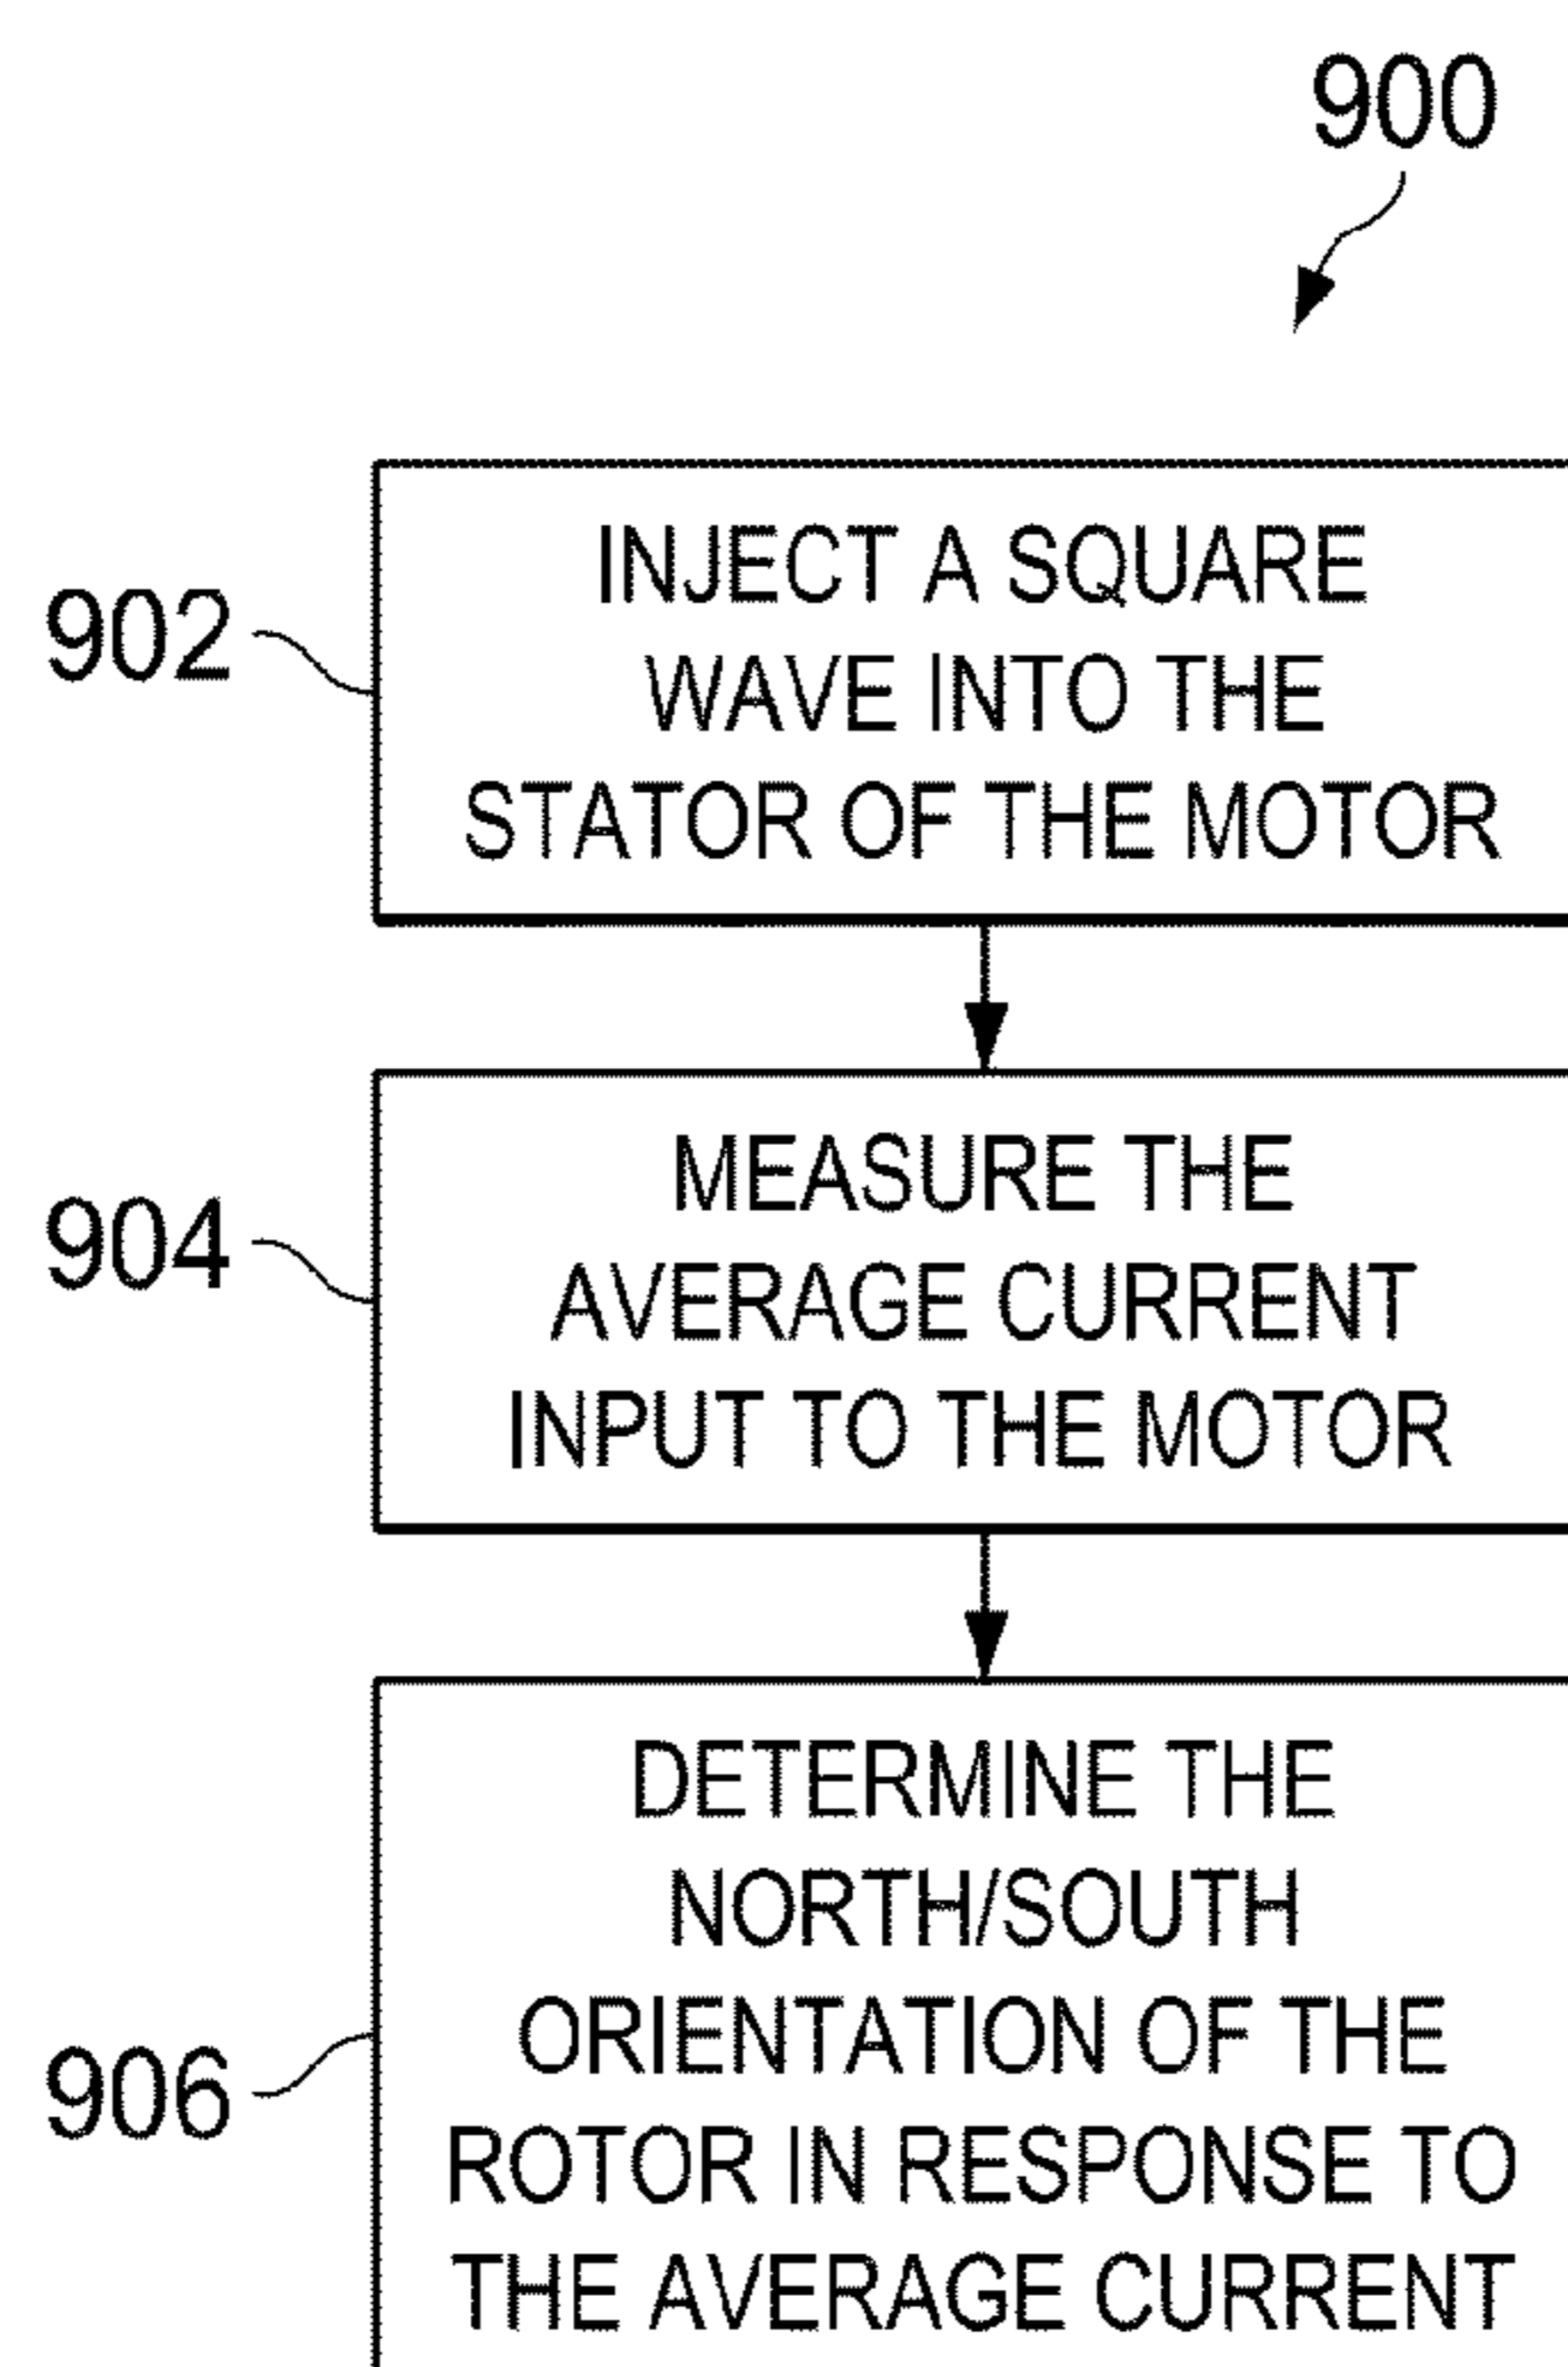 900
902
INJECT A SQUARE
WAVE INTO THE
STATOR OF THE MOTOR
904
MEASURE THE
AVERAGE CURRENT
INPUT TO THE MOTOR
906
DETERMINE THE
NORTH/SOUTH
ORIENTATION OF THE
ROTOR IN RESPONSE TO
THE AVERAGE CURRENT